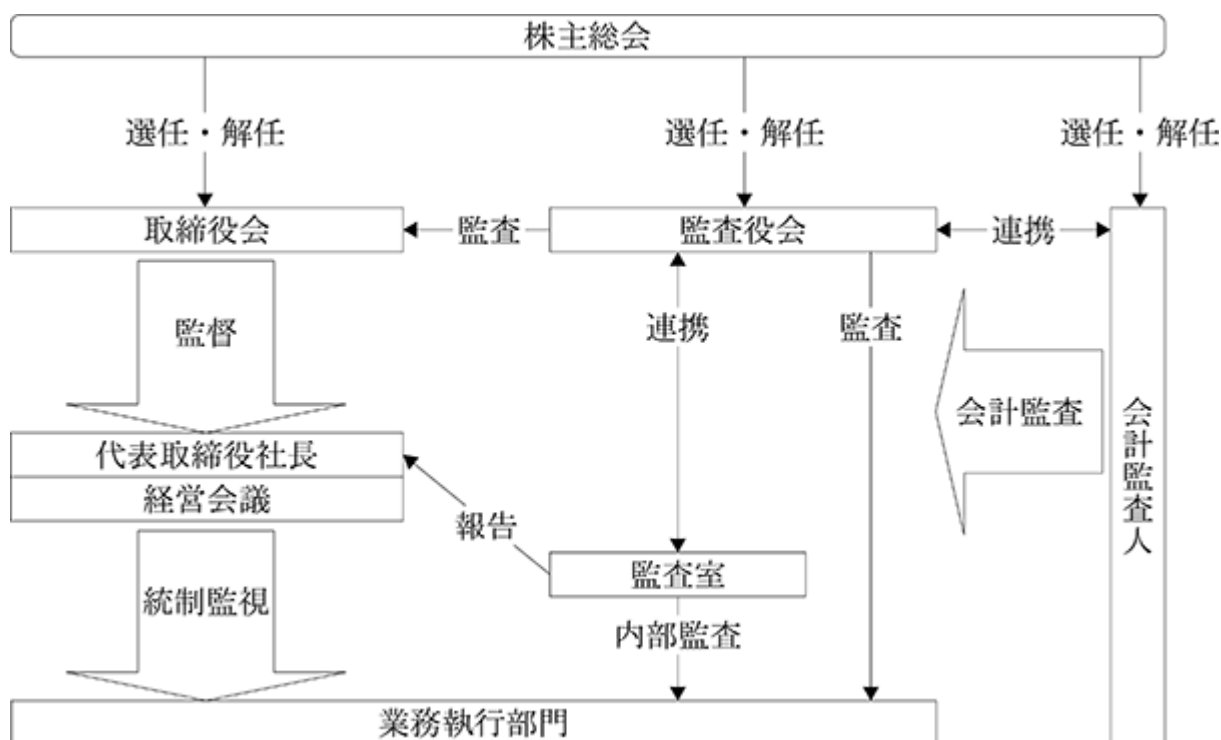 株主総会
選任・解任
選任・解任
選任・解任
取締役会
監査
監査役会
連携
監督
連携
監査
会計監査
会計監査人
代表取締役社長
経営会議
報告
監査室
統制監視
内部監査
業務執行部門